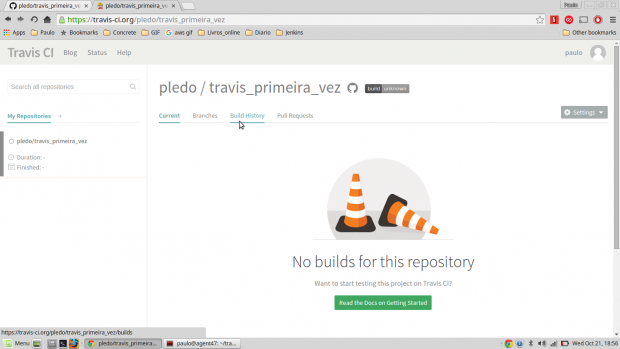 pledo/travis_primeira_ve
pledo/travis_primeira_ve
Paulo
https://travis-ci.org/pledo/travis_primeira_vez
Apps Paulo Bookmarks Concrete GIF aws gif Livros_online Diario Jenkins Other bookmarks
Travis CI Blog Status Help paulo
Search all repositories
pledo / travis_primeira_vez build unknown
My Repositories +
Current Branches Build History Pull Requests
Settings
pledo/travis_primeira_vez
Duration: -
Finished: -
No builds for this repository
Want to start testing this project on Travis CI?
Read the Docs on Getting Started
https://travis-ci.org/pledo/travis_primeira_vez/builds
Menu pledo/travis_primeira... paulo@agent47: ~/tra... Wed Oct 21, 18:56